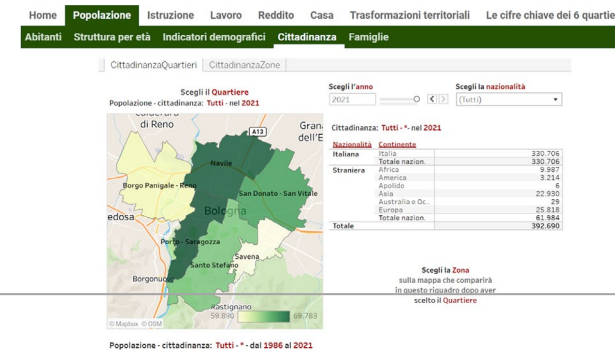 Home Popolazione Istruzione Lavoro Reddito Casa Trasformazioni territoriali Le cifre chiave dei 6 quartie
Abitanti Struttura per età Indicatori demografici Cittadinanza Famiglie
CittadinanzaQuartieri CittadinanzaZone
Scegli il Quartiere
Popolazione - cittadinanza: Tutti - nel 2021
Scegli l'anno
2021
Scegli la nazionalità
(Tutti)
di Reno
A13
Gran
dell'E
Navile
Borgo Panigale - Reno
San Donato - San Vitale
edosa
Bologna
Porto - Saragozza
Savena
Santo Stefano
Borgonuo
Rastignano
59.890 69.783
© Mapbox © OSM
Cittadinanza: Tutti - *- nel 2021
Nazionalità Continente
Italiana Italia 330.706
Totale nazion. 330.706
Straniera Africa 9.987
America 3.214
Apolido 6
Asia 22.930
Australia e Oc.. 29
Europa 25.818
Totale nazion. 61.984
Totale 392.690
Scegli la Zona
sulla mappa che comparirà
in questo riquadro dopo aver
scelto il Quartiere
Popolazione - cittadinanza: Tutti - * - dal 1986 al 2021